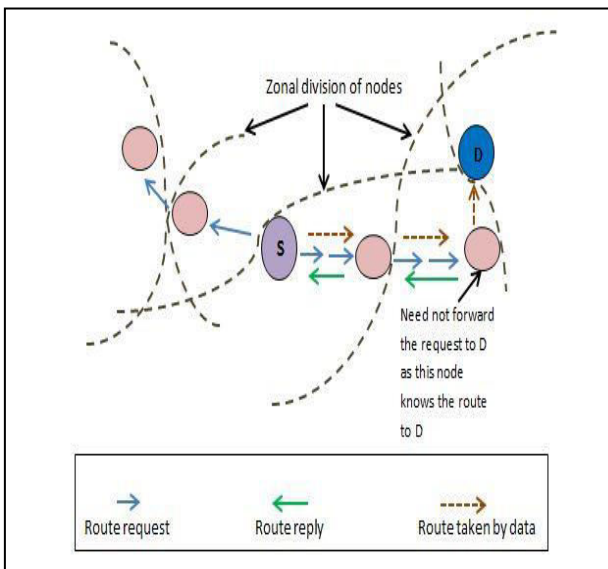 Zonal division of nodes
D
S
Need not forward
the request to D
as this node
knows the route
to D
Route request
Route reply
Route taken by data